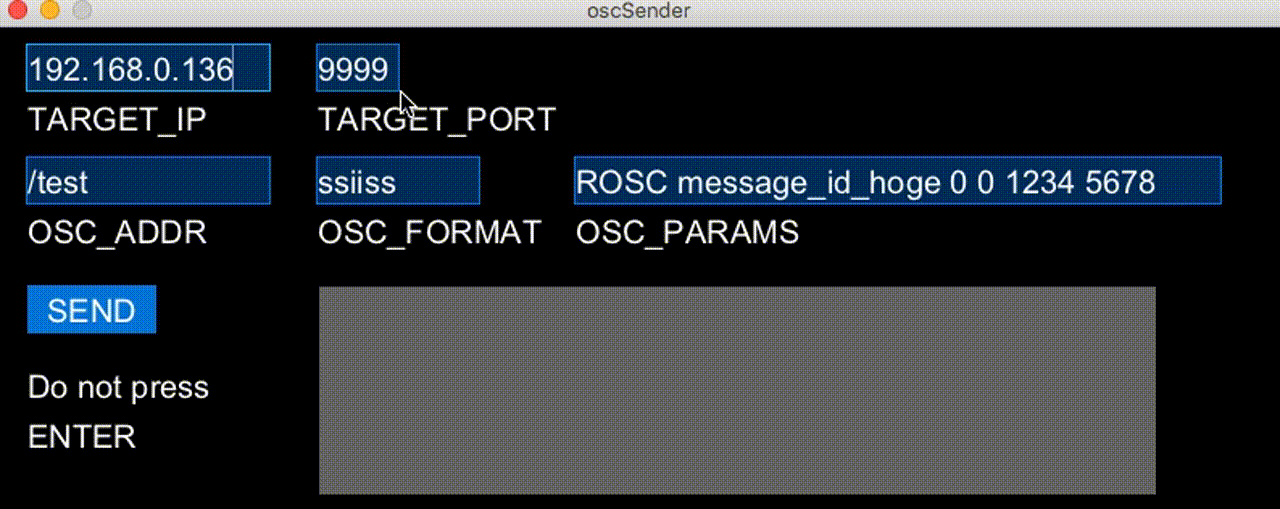 oscSender
192.168.0.136 9999
TARGET_IP TARGET_PORT
/test ssiiss ROSC message_id_hoge 0 0 1234 5678
OSC_ADDR OSC_FORMAT OSC_PARAMS
SEND
Do not press
ENTER